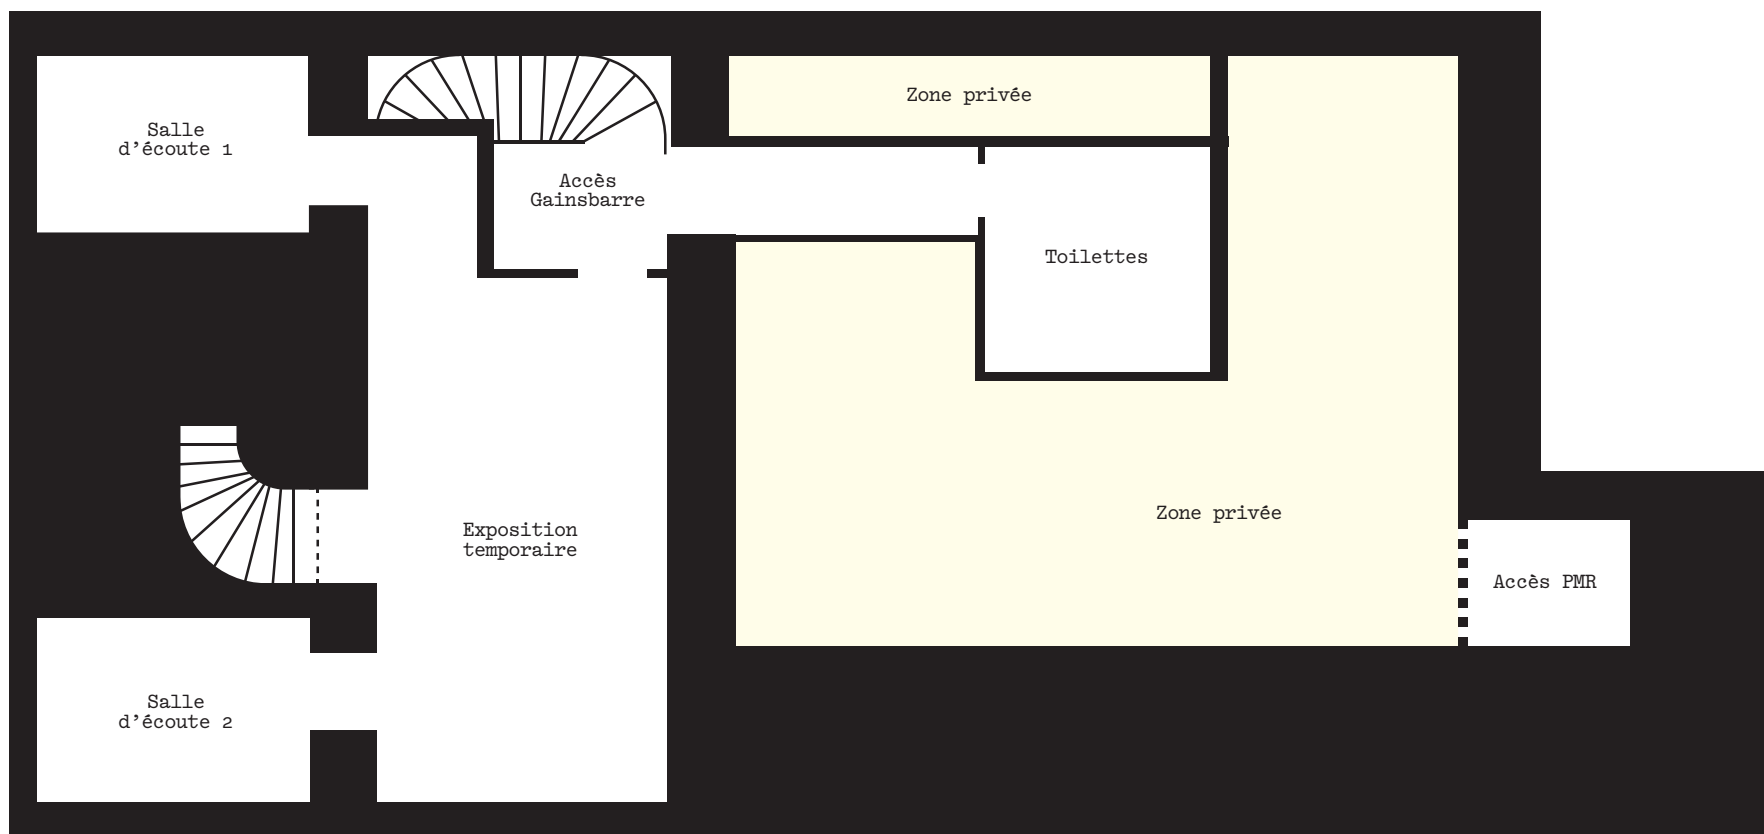 Zone privée
Salle
d’écoute 1
Accès
Gainsbarre
Toilettes
Zone privée
Exposition
temporaire
Accès PMR
Salle
d’écoute 2